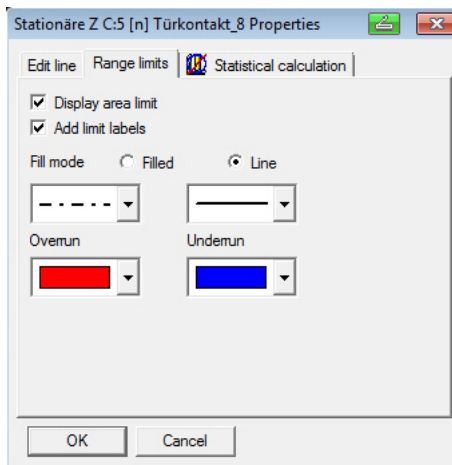 Stationäre Z C:5 [n] Türkontakt_8 Properties
Edit line Range limits Statistical calculation
Display area limit
Add limit labels
Fill mode Filled Line
Overrun Underrun
OK Cancel